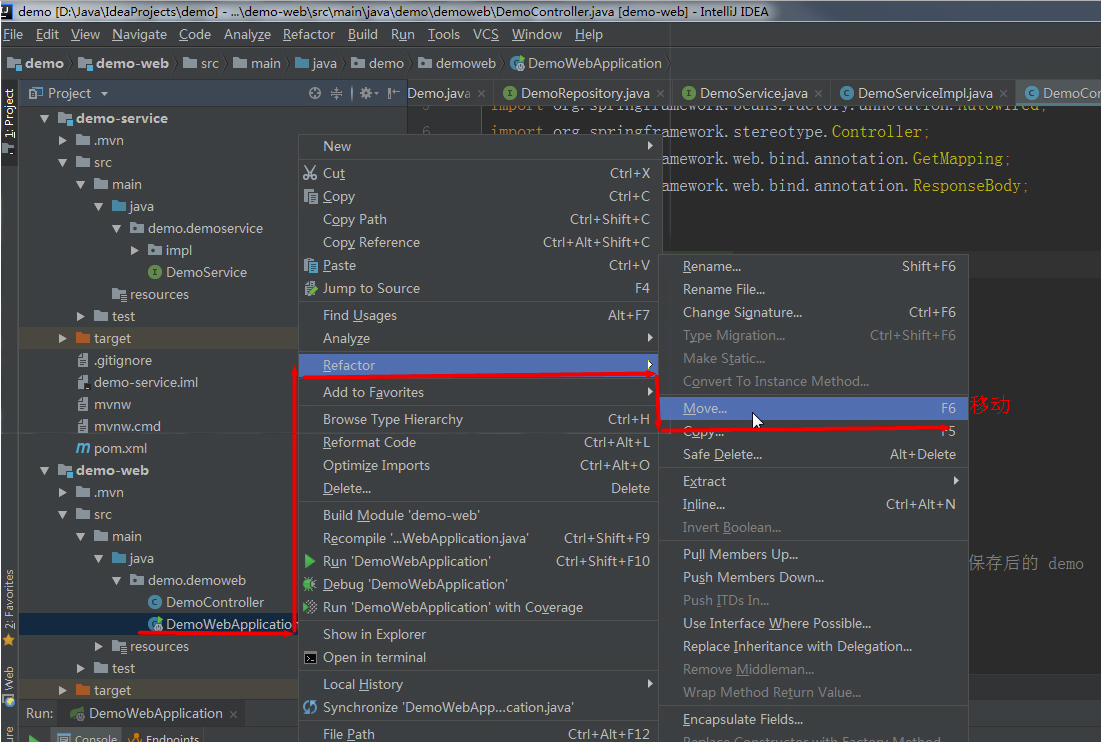 demo [D:\Java\IdeaProjects\demo] - ...\demo-web\src\main\java\demo\demoweb\DemoController.java [demo-web] - IntelliJ IDEA
File Edit View Navigate Code Analyze Refactor Build Run Tools VCS Window Help
demo demo-web src main java demo demoweb DemoWebApplication
1: Project
Project
Demo.java DemoRepository.java DemoService.java DemoServiceImpl.java DemoCon
import org.springframework.beans.factory.annotation.Autowired;
6 import org.springframework.stereotype.Controller;
amework.web.bind.annotation.GetMapping;
amework.web.bind.annotation.ResponseBody;
demo-service
.mvn
src
main
java
demo.demoservice
impl
DemoService
resources
test
target
.gitignore
demo-service.iml
mvnw
mvnw.cmd
pom.xml
demo-web
.mvn
src
main
java
demo.demoweb
DemoController
DemoWebApplication
resources
test
target
2: Favorites
Web
Run: DemoWebApplication
Console Endpoints
New
Cut Ctrl+X
Copy Ctrl+C
Copy Path Ctrl+Shift+C
Copy Reference Ctrl+Alt+Shift+C
Paste Ctrl+V
Jump to Source F4
Find Usages Alt+F7
Analyze
Refactor
Add to Favorites
Browse Type Hierarchy Ctrl+H
Reformat Code Ctrl+Alt+L
Optimize Imports Ctrl+Alt+O
Delete... Delete
Build Module 'demo-web'
Recompile '...WebApplication.java' Ctrl+Shift+F9
Run 'DemoWebApplication' Ctrl+Shift+F10
Debug 'DemoWebApplication'
Run 'DemoWebApplication' with Coverage
Show in Explorer
Open in terminal
Local History
Synchronize 'DemoWebApp...cation.java'
File Path Ctrl+Alt+F12
Rename... Shift+F6
Rename File...
Change Signature... Ctrl+F6
Type Migration... Ctrl+Shift+F6
Make Static...
Convert To Instance Method...
Move... F6 移动
Copy... F5
Safe Delete... Alt+Delete
Extract
Inline... Ctrl+Alt+N
Invert Boolean...
Pull Members Up...
Push Members Down...
Push ITDs In...
Use Interface Where Possible...
Replace Inheritance with Delegation...
Remove Middleman...
Wrap Method Return Value...
Encapsulate Fields...
Replace Constructor with Factory Method...
保存后的 demo